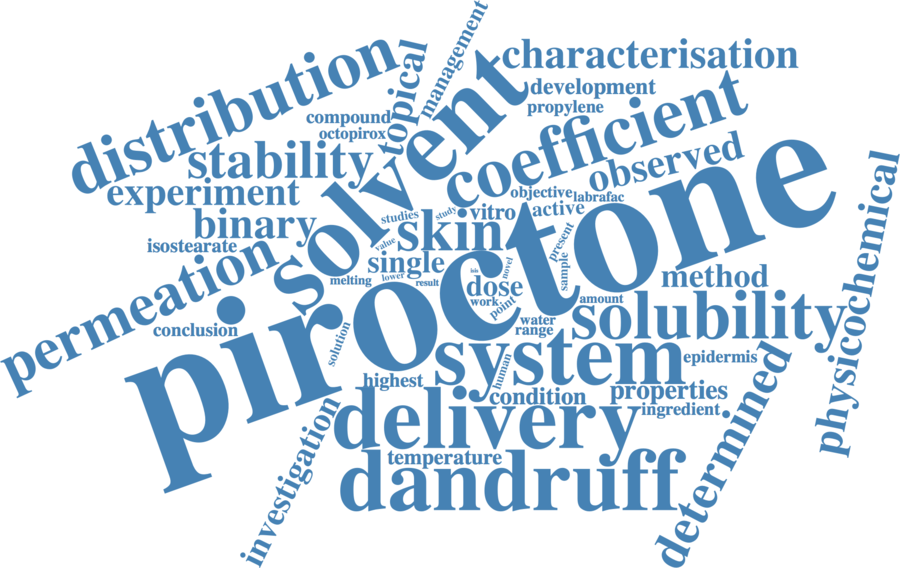 management
distribution
topical
characterisation
solvent
development
propylene
compound
octopirox
coefficient
stability
observed
experiment
objective
labrafac
binary
studies
study
vitro
active
skin
piroctone
physicochemical
isostearate
permeation
value
single
present
sample
novel
melting
lower
result
isis
dose
work
point
method
amount
solubility
conclusion
solution
water
range
system
human
epidermis
highest
condition
properties
delivery
ingredient
determined
investigation
temperature
dandruff